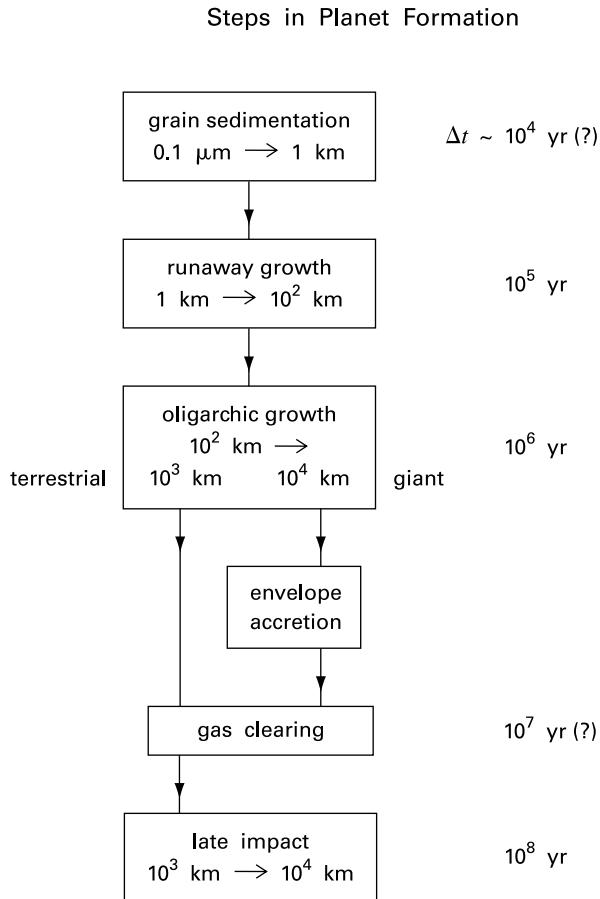 Steps in Planet Formation
grain sedimentation
0.1 μm → 1 km
Δt ~ 10⁴ yr (?)
runaway growth
1 km → 10² km
10⁵ yr
oligarchic growth
10² km →
10³ km 10⁴ km
10⁶ yr
terrestrial
giant
envelope
accretion
gas clearing
10⁷ yr (?)
late impact
10³ km → 10⁴ km
10⁸ yr